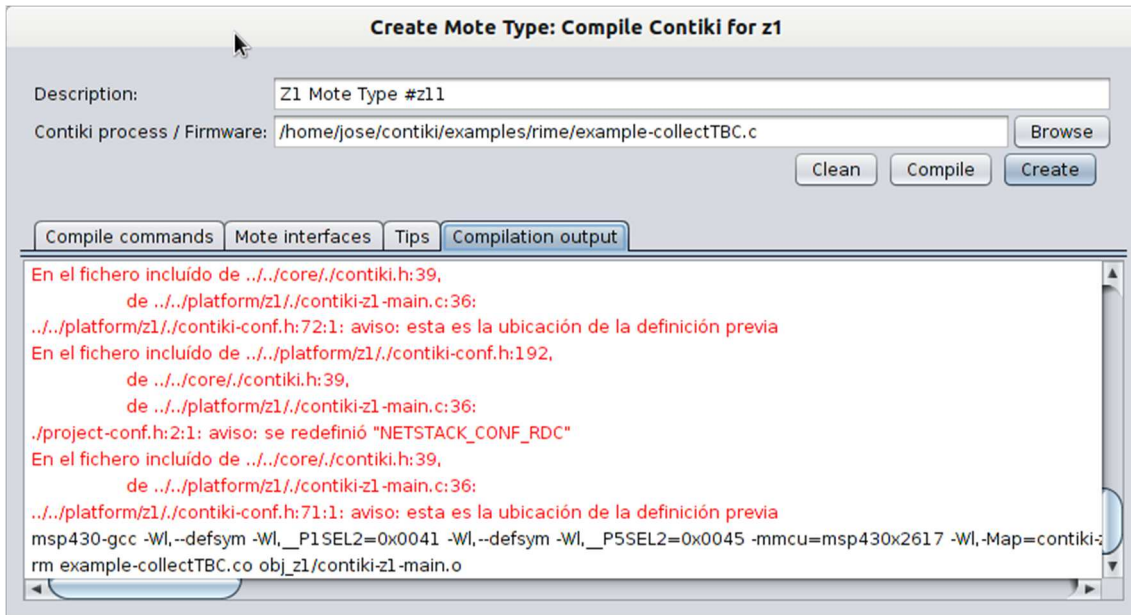 Create Mote Type: Compile Contiki for z1
Description: Z1 Mote Type #z11
Contiki process / Firmware: /home/jose/contiki/examples/rime/example-collectTBC.c Browse
Clean Compile Create
Compile commands Mote interfaces Tips Compilation output
En el fichero incluído de ../../core/./contiki.h:39,
de ../../platform/z1/./contiki-z1-main.c:36:
../../platform/z1/./contiki-conf.h:72:1: aviso: esta es la ubicación de la definición previa
En el fichero incluído de ../../platform/z1/./contiki-conf.h:192,
de ../../core/./contiki.h:39,
de ../../platform/z1/./contiki-z1-main.c:36:
./project-conf.h:2:1: aviso: se redefinió "NETSTACK_CONF_RDC"
En el fichero incluído de ../../core/./contiki.h:39,
de ../../platform/z1/./contiki-z1-main.c:36:
../../platform/z1/./contiki-conf.h:71:1: aviso: esta es la ubicación de la definición previa
msp430-gcc -Wl,--defsym -Wl,__P1SEL2=0x0041 -Wl,--defsym -Wl,__P5SEL2=0x0045 -mmcu=msp430x2617 -Wl,-Map=contiki-z
rm example-collectTBC.co obj_z1/contiki-z1-main.o